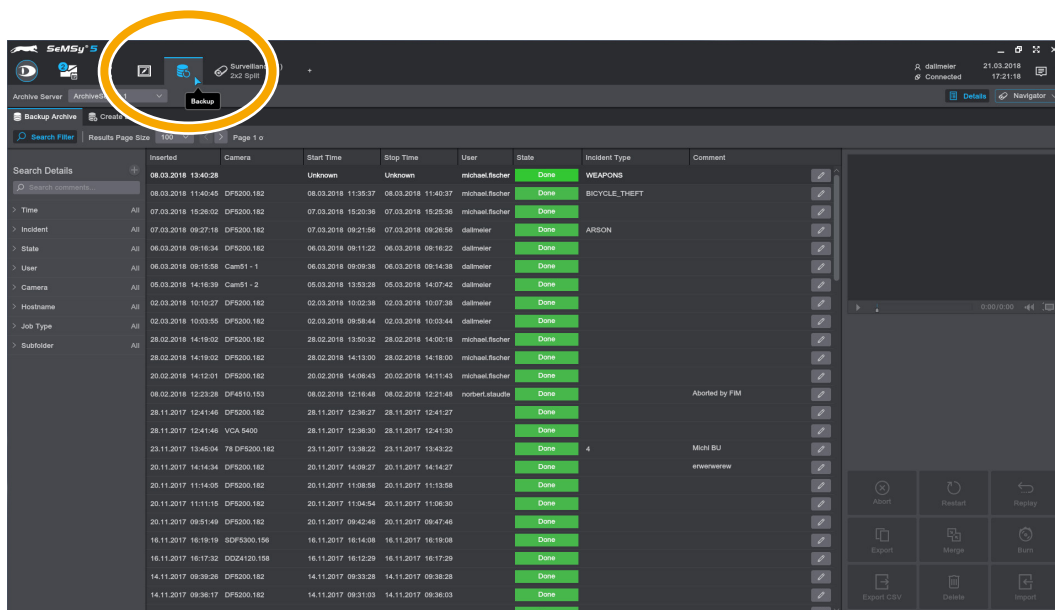 SeMSy® 5
2
Surveillan
2x2 Split
+
dallmeier
Connected
21.03.2018
17:21:18
Archive Server
Backup
Details
Navigator
Backup Archive
Create
Search Filter
Results Page Size
100
Page 1 o
Inserted Camera Start Time Stop Time User State Incident Type Comment
Search Details
Search comments...
Time All
Incident All
State All
User All
Camera All
Hostname All
Job Type All
Subfolder All
08.03.2018 13:40:28 Unknown Unknown michael.fischer Done WEAPONS
08.03.2018 11:40:45 DF5200.182 08.03.2018 11:35:37 08.03.2018 11:40:37 michael.fischer Done BICYCLE_THEFT
07.03.2018 15:26:02 DF5200.182 07.03.2018 15:20:36 07.03.2018 15:25:36 michael.fischer Done
07.03.2018 09:27:18 DF5200.182 07.03.2018 09:21:56 07.03.2018 09:26:56 dallmeier Done ARSON
06.03.2018 09:16:34 DF5200.182 06.03.2018 09:11:22 06.03.2018 09:16:22 dallmeier Done
06.03.2018 09:15:58 Cam51 - 1 06.03.2018 09:09:38 06.03.2018 09:14:38 dallmeier Done
05.03.2018 14:16:39 Cam51 - 2 05.03.2018 13:53:28 05.03.2018 14:07:42 dallmeier Done
02.03.2018 10:10:27 DF5200.182 02.03.2018 10:02:38 02.03.2018 10:07:38 dallmeier Done
02.03.2018 10:03:55 DF5200.182 02.03.2018 09:58:44 02.03.2018 10:03:44 dallmeier Done
28.02.2018 14:19:02 DF5200.182 28.02.2018 13:50:32 28.02.2018 14:00:18 michael.fischer Done
28.02.2018 14:19:02 DF5200.182 28.02.2018 14:13:00 28.02.2018 14:18:00 michael.fischer Done
20.02.2018 14:12:01 DF5200.182 20.02.2018 14:06:43 20.02.2018 14:11:43 michael.fischer Done
08.02.2018 12:23:28 DF4510.153 08.02.2018 12:16:48 08.02.2018 12:21:48 norbert.staudte Done Aborted by FIM
28.11.2017 12:41:46 DF5200.182 28.11.2017 12:36:27 28.11.2017 12:41:27 Done
28.11.2017 12:41:46 VCA 5400 28.11.2017 12:36:30 28.11.2017 12:41:30 Done
23.11.2017 13:45:04 78 DF5200.182 23.11.2017 13:38:22 23.11.2017 13:43:22 Done 4 Michl BU
20.11.2017 14:14:34 DF5200.182 20.11.2017 14:09:27 20.11.2017 14:14:27 Done erwerwerew
20.11.2017 11:14:05 DF5200.182 20.11.2017 11:08:58 20.11.2017 11:13:58 Done
20.11.2017 11:11:15 DF5200.182 20.11.2017 11:04:54 20.11.2017 11:06:30 Done
20.11.2017 09:51:49 DF5200.182 20.11.2017 09:42:46 20.11.2017 09:47:46 Done
16.11.2017 16:19:19 SDF5300.156 16.11.2017 16:14:08 16.11.2017 16:19:08 Done
16.11.2017 16:17:32 DDZ4120.158 16.11.2017 16:12:29 16.11.2017 16:17:29 Done
14.11.2017 09:39:26 DF5200.182 14.11.2017 09:33:28 14.11.2017 09:38:28 Done
14.11.2017 09:36:17 DF5200.182 14.11.2017 09:31:03 14.11.2017 09:36:03 Done
0:00/0:00
Abort Restart Replay
Export Merge Burn
Export CSV Delete Import